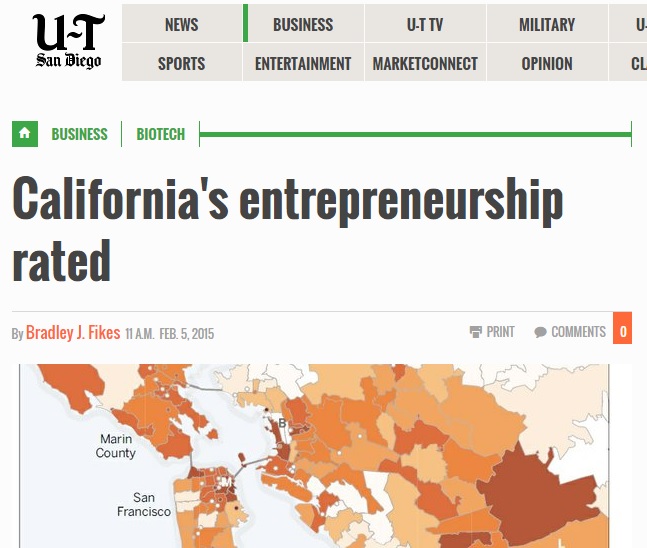 U-T
San Diego
NEWS
BUSINESS
U-T TV
MILITARY
U-
SPORTS
ENTERTAINMENT
MARKETCONNECT
OPINION
CL
BUSINESS
BIOTECH
California's entrepreneurship
rated
By Bradley J. Fikes 11 A.M. FEB. 5, 2015
PRINT
COMMENTS
0
Marin
County
B
M
San
Francisco